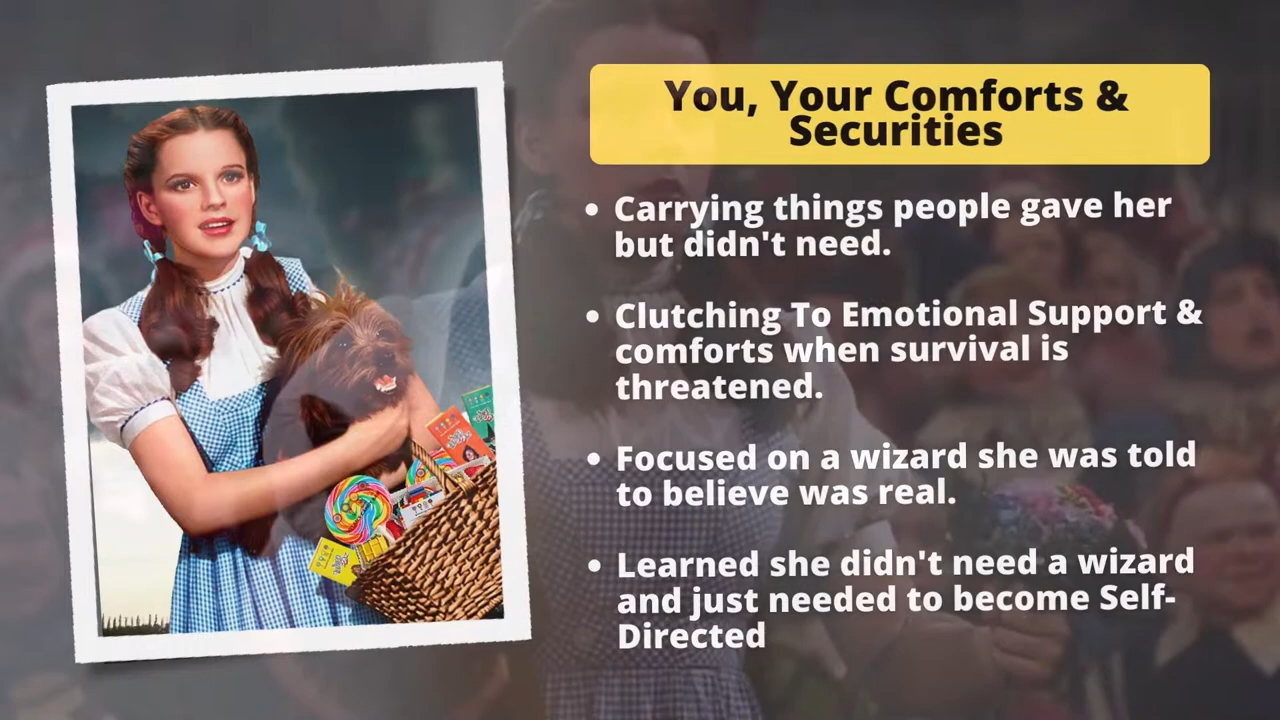 You, Your Comforts &
Securities
• Carrying things people gave her
but didn't need.
• Clutching To Emotional Support &
comforts when survival is
threatened.
• Focused on a wizard she was told
to believe was real.
• Learned she didn't need a wizard
and just needed to become Self-
Directed